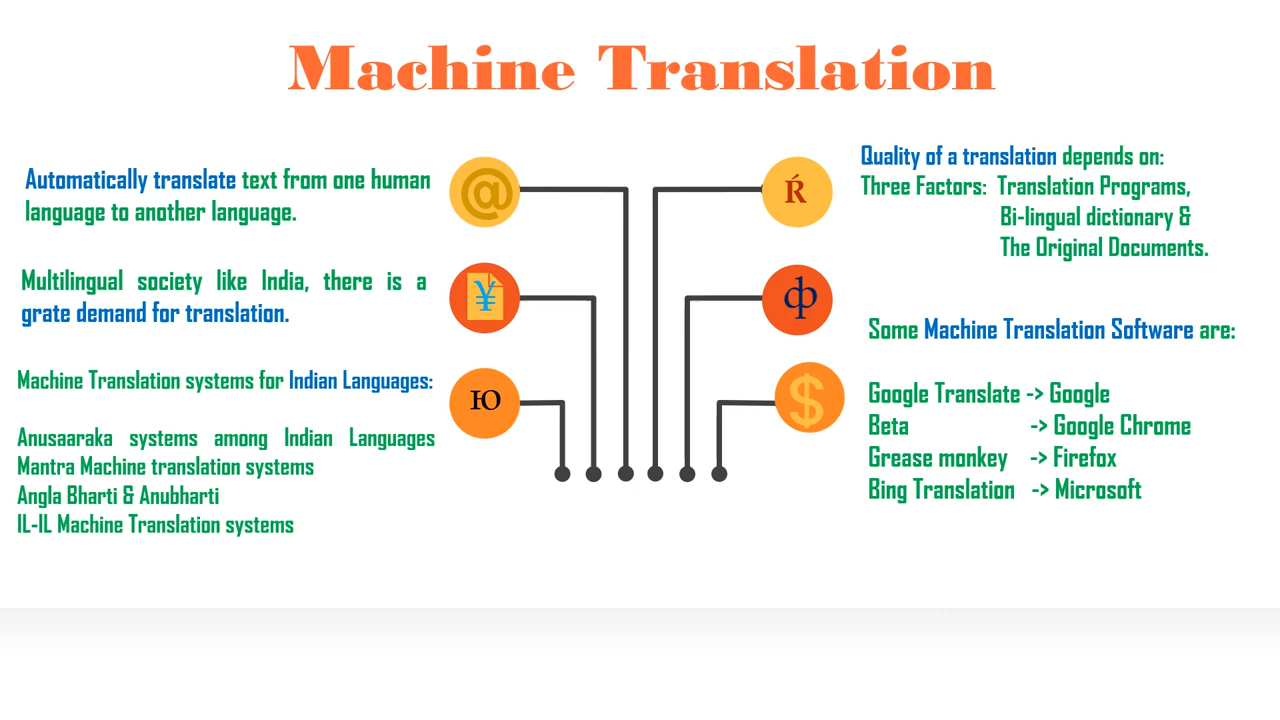 Machine Translation
Automatically translate text from one human
language to another language.
Multilingual society like India, there is a
grate demand for translation.
Machine Translation systems for Indian Languages:
Anusaaraka systems among Indian Languages
Mantra Machine translation systems
Angla Bharti & Anubharti
IL-IL Machine Translation systems
@
¥
ю
Ŕ
ф
$
Quality of a translation depends on:
Three Factors: Translation Programs,
Bi-lingual dictionary &
The Original Documents.
Some Machine Translation Software are:
Google Translate -> Google
Beta -> Google Chrome
Grease monkey -> Firefox
Bing Translation -> Microsoft